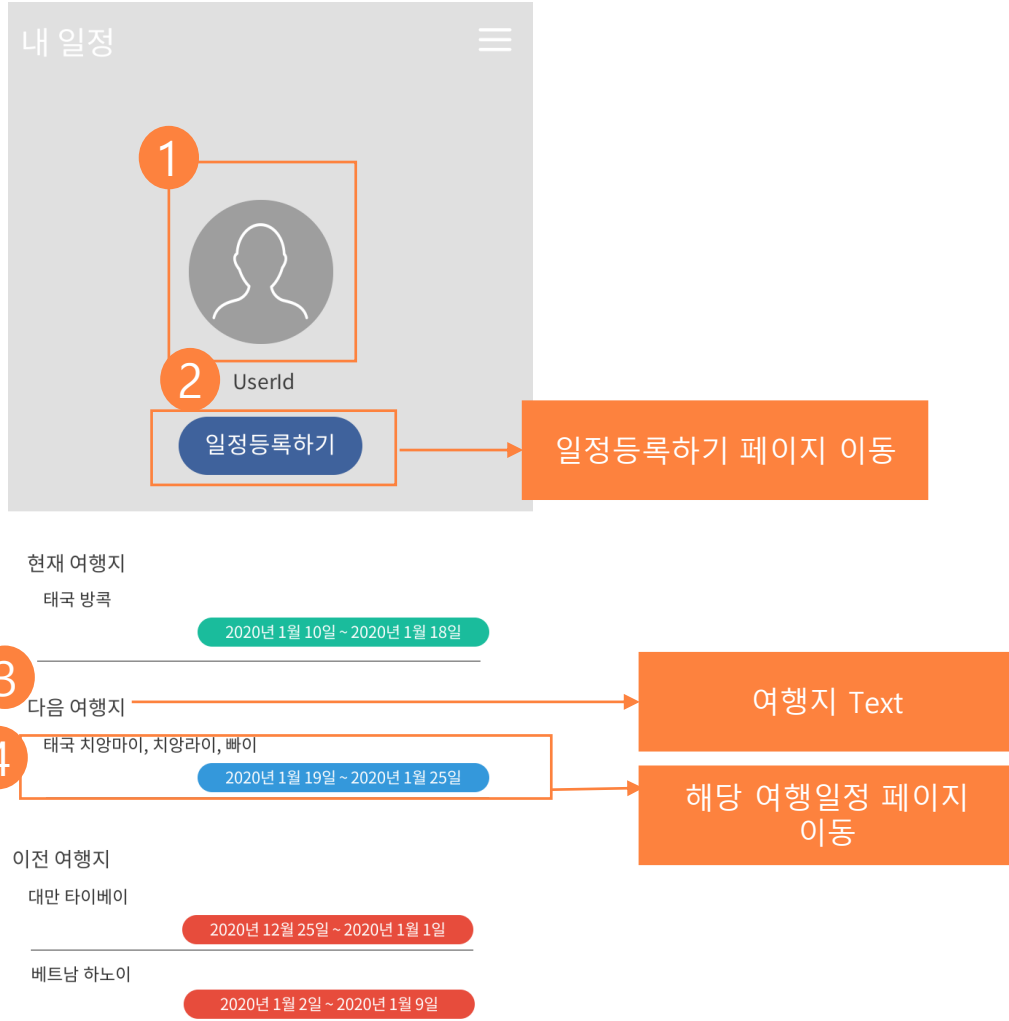 내 일정
1
2
UserId
일정등록하기
일정등록하기 페이지 이동
현재 여행지
태국 방콕
2020년 1월 10일 ~ 2020년 1월 18일
3
다음 여행지
여행지 Text
4
태국 치앙마이, 치앙라이, 빠이
2020년 1월 19일 ~ 2020년 1월 25일
해당 여행일정 페이지
이동
이전 여행지
대만 타이베이
2020년 12월 25일 ~ 2020년 1월 1일
베트남 하노이
2020년 1월 2일 ~ 2020년 1월 9일